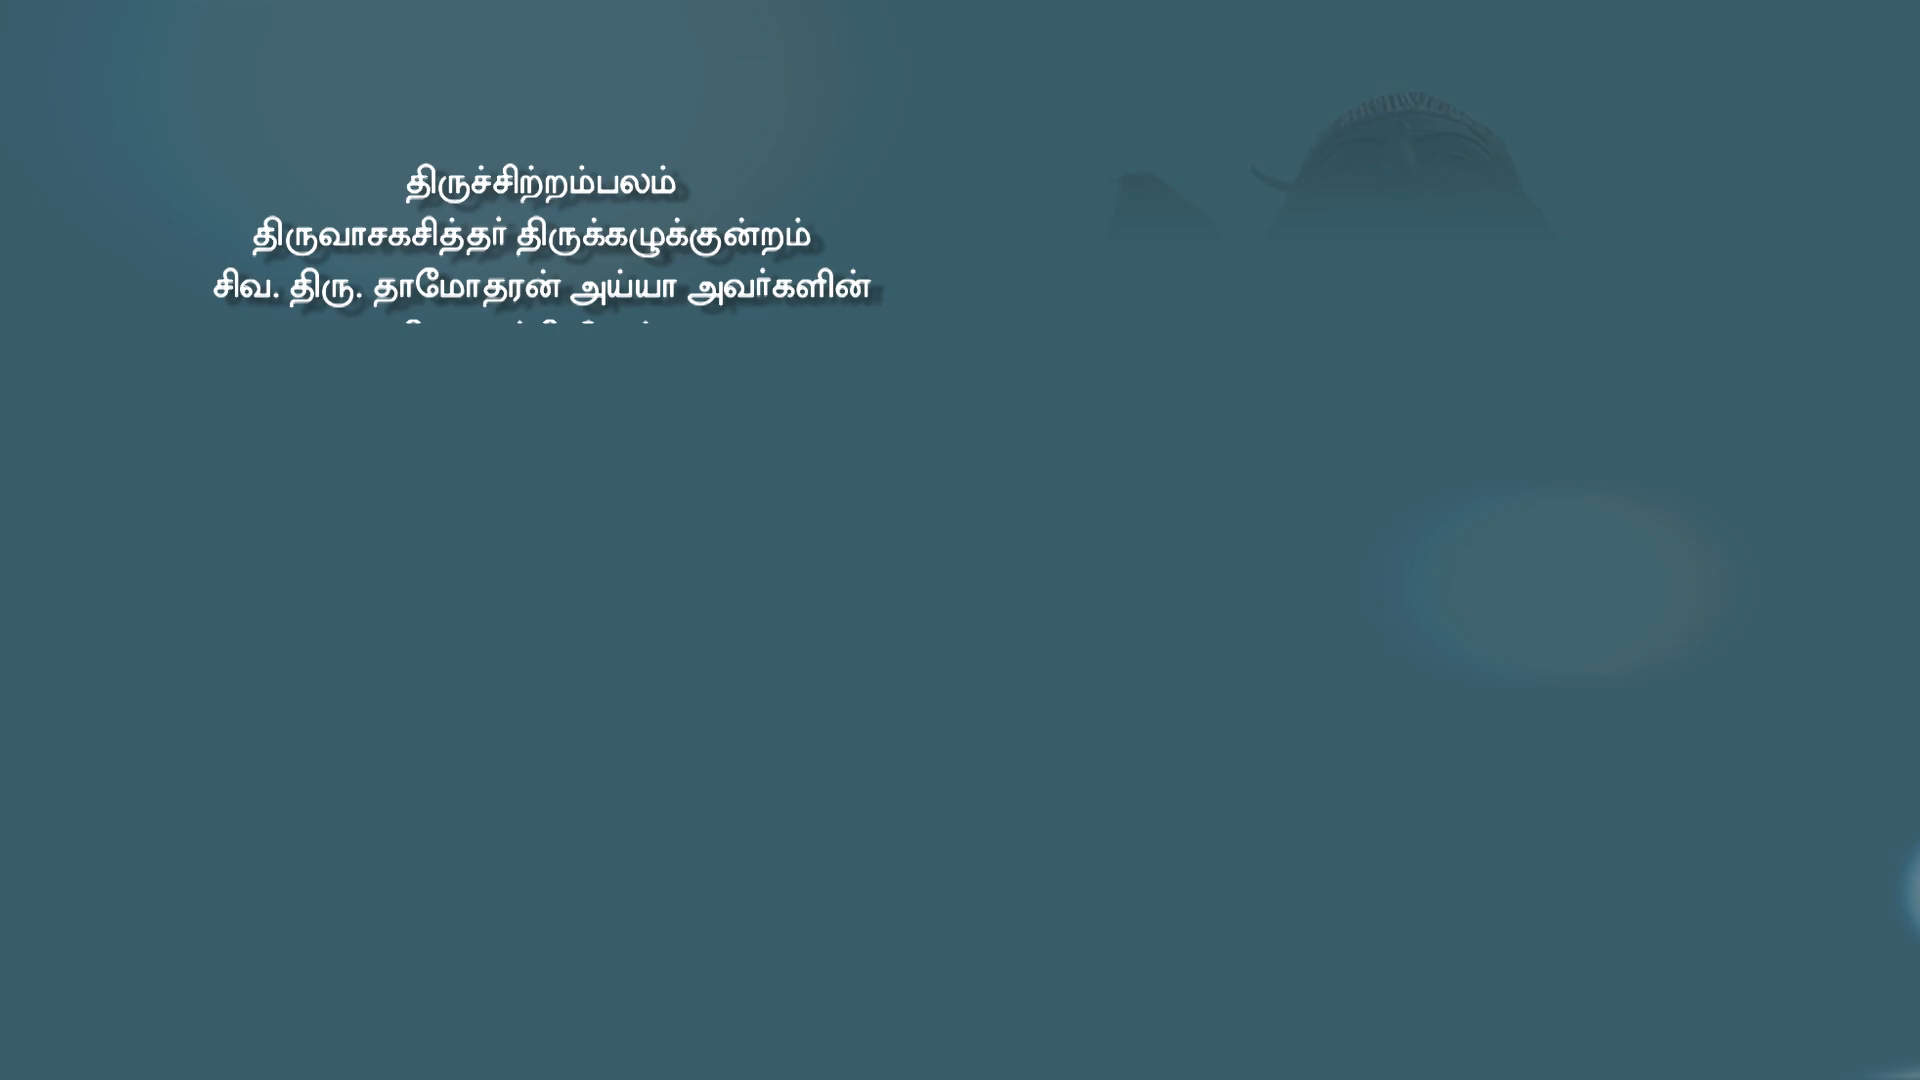 திருச்சிற்றம்பலம்
திருவாசகசித்தர் திருக்கழுக்குன்றம்
சிவ. திரு. தாமோதரன் அய்யா அவர்களின்